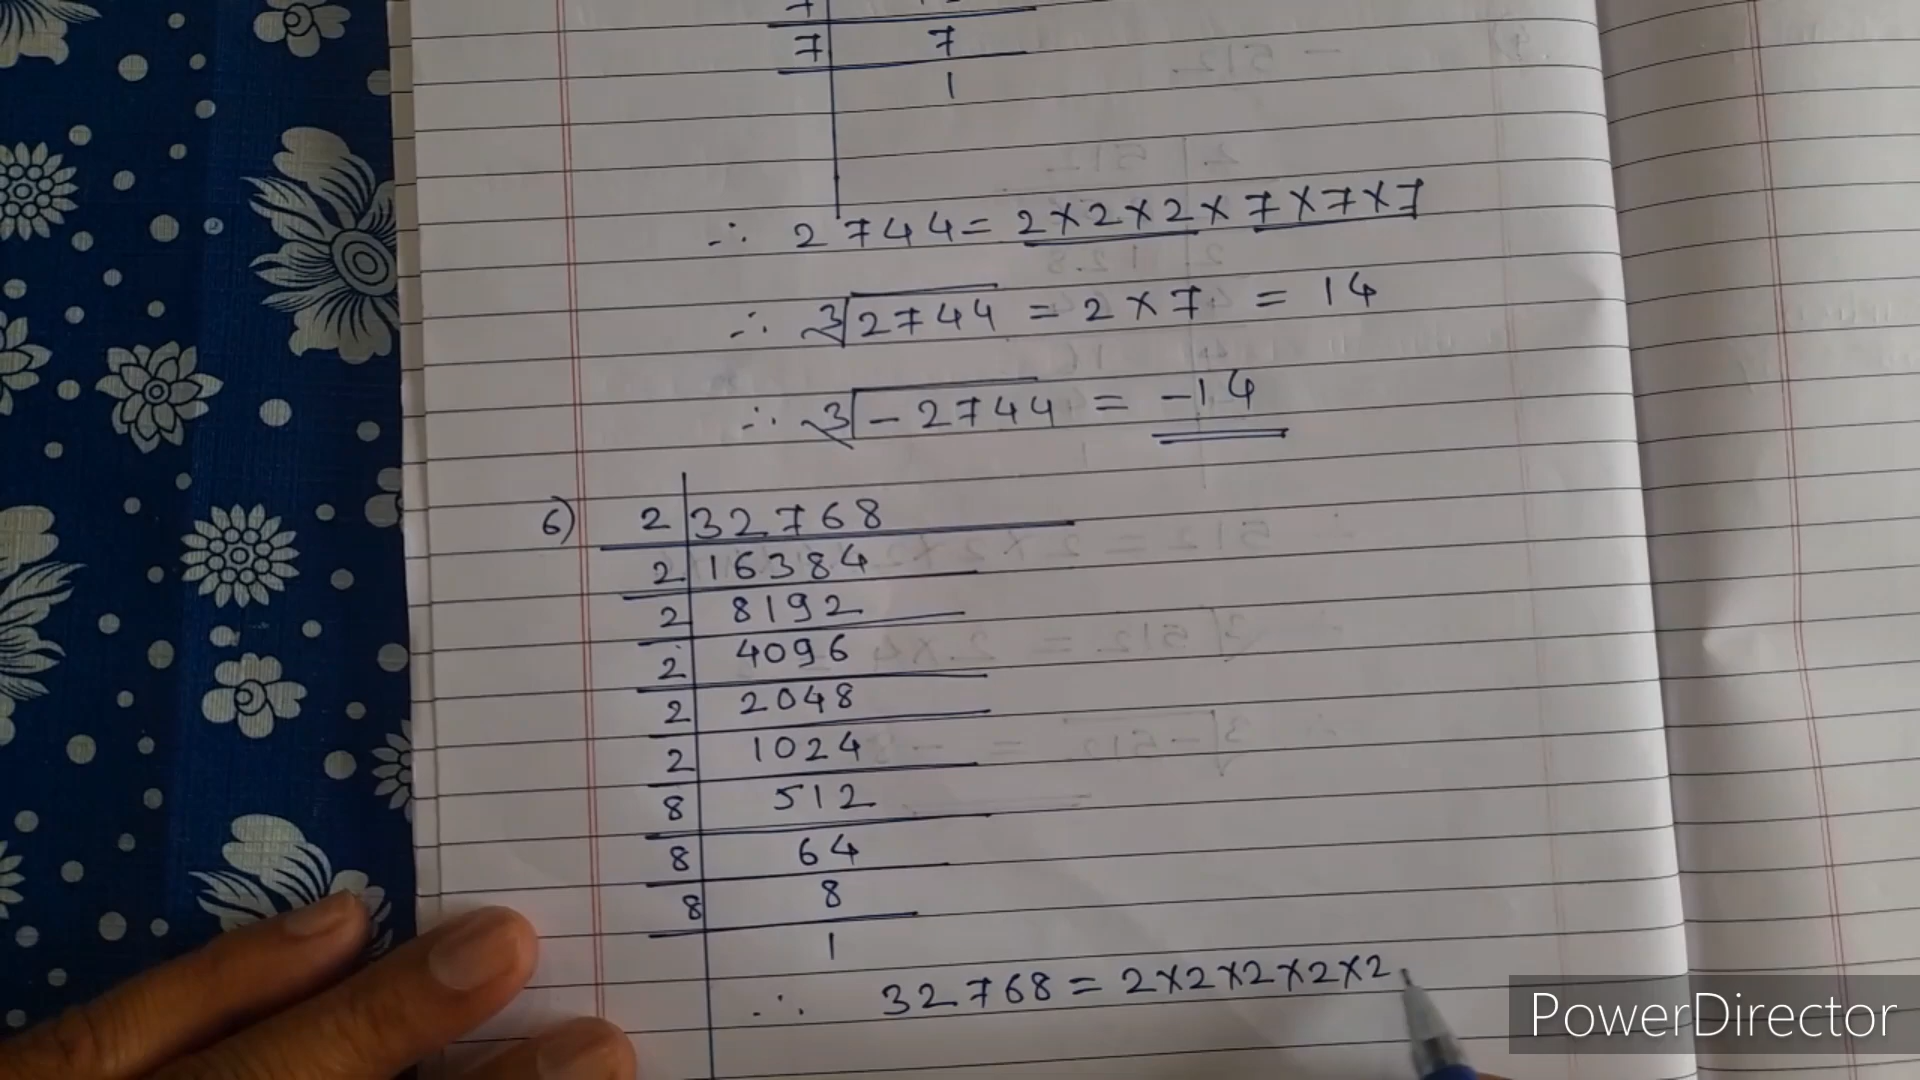 7 | 7
1
∴ 2744 = 2×2×2×7×7×7
∴ ∛2744 = 2×7 = 14
∴ ∛-2744 = -14
6) 2 | 32768
2 | 16384
2 | 8192
2 | 4096
2 | 2048
2 | 1024
8 | 512
8 | 64
8 | 8
1
∴ 32768 = 2×2×2×2×2
PowerDirector